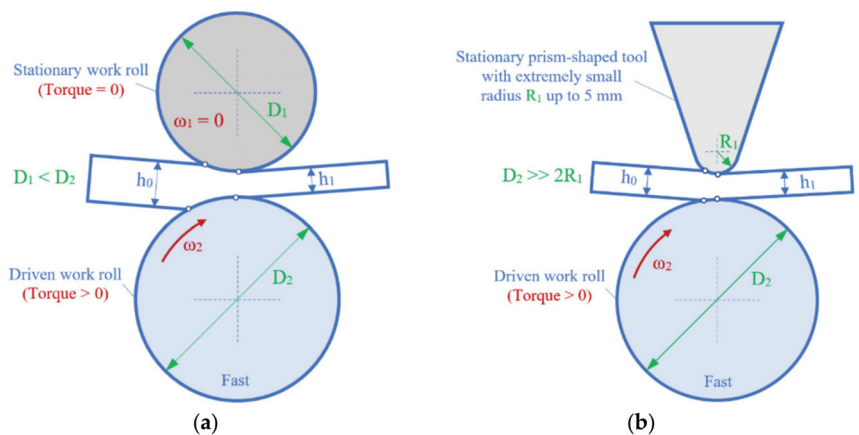 Stationary work roll
(Torque = 0)
D₁
ω₁ = 0
D₁ < D₂
h₀
h₁
ω₂
D₂
Driven work roll
(Torque > 0)
Fast
(a)
Stationary prism-shaped tool
with extremely small
radius R₁ up to 5 mm
R₁
D₂ >> 2R₁
h₀
h₁
ω₂
D₂
Driven work roll
(Torque > 0)
Fast
(b)